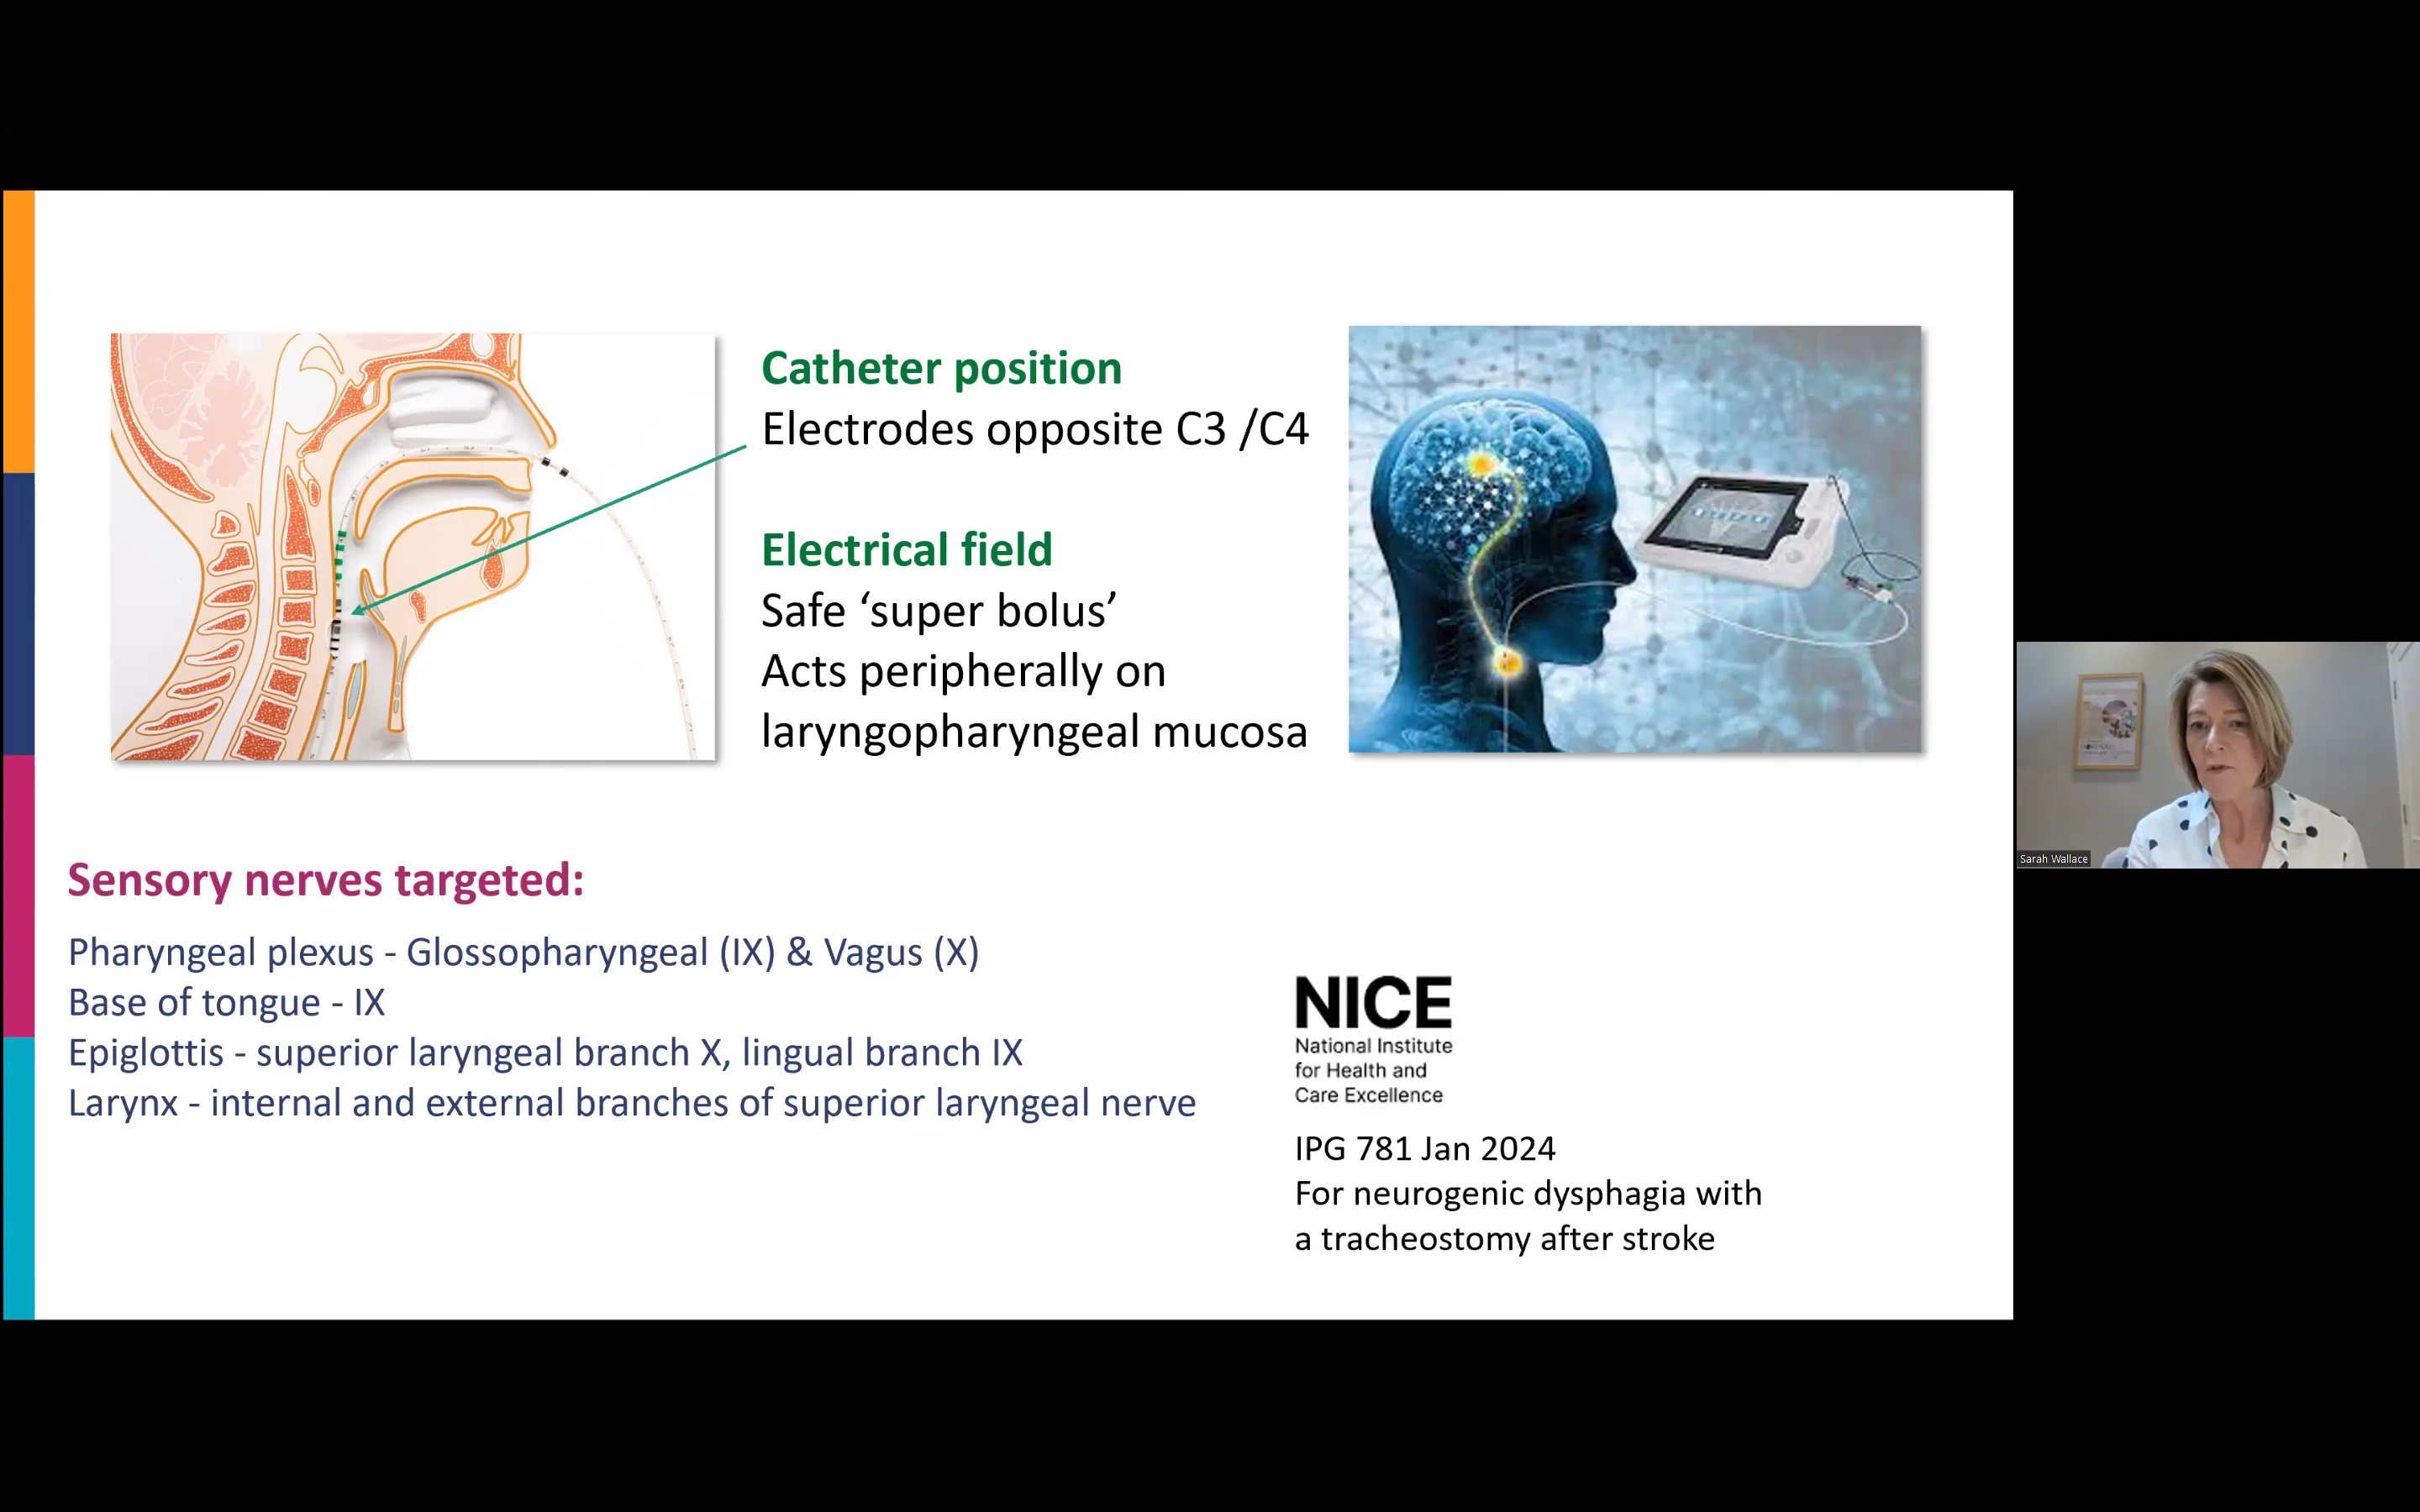 Catheter position
Electrodes opposite C3 /C4
Electrical field
Safe ‘super bolus’
Acts peripherally on
laryngopharyngeal mucosa
Sensory nerves targeted:
Pharyngeal plexus - Glossopharyngeal (IX) & Vagus (X)
Base of tongue - IX
Epiglottis - superior laryngeal branch X, lingual branch IX
Larynx - internal and external branches of superior laryngeal nerve
NICE
National Institute
for Health and
Care Excellence
IPG 781 Jan 2024
For neurogenic dysphagia with
a tracheostomy after stroke
Sarah Wallace